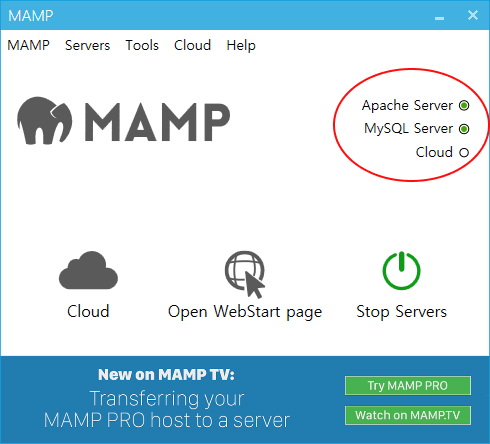 MAMP
MAMP Servers Tools Cloud Help
MAMP
Apache Server
MySQL Server
Cloud
Cloud
Open WebStart page
Stop Servers
New on MAMP TV:
Transferring your
MAMP PRO host to a server
Try MAMP PRO
Watch on MAMP.TV